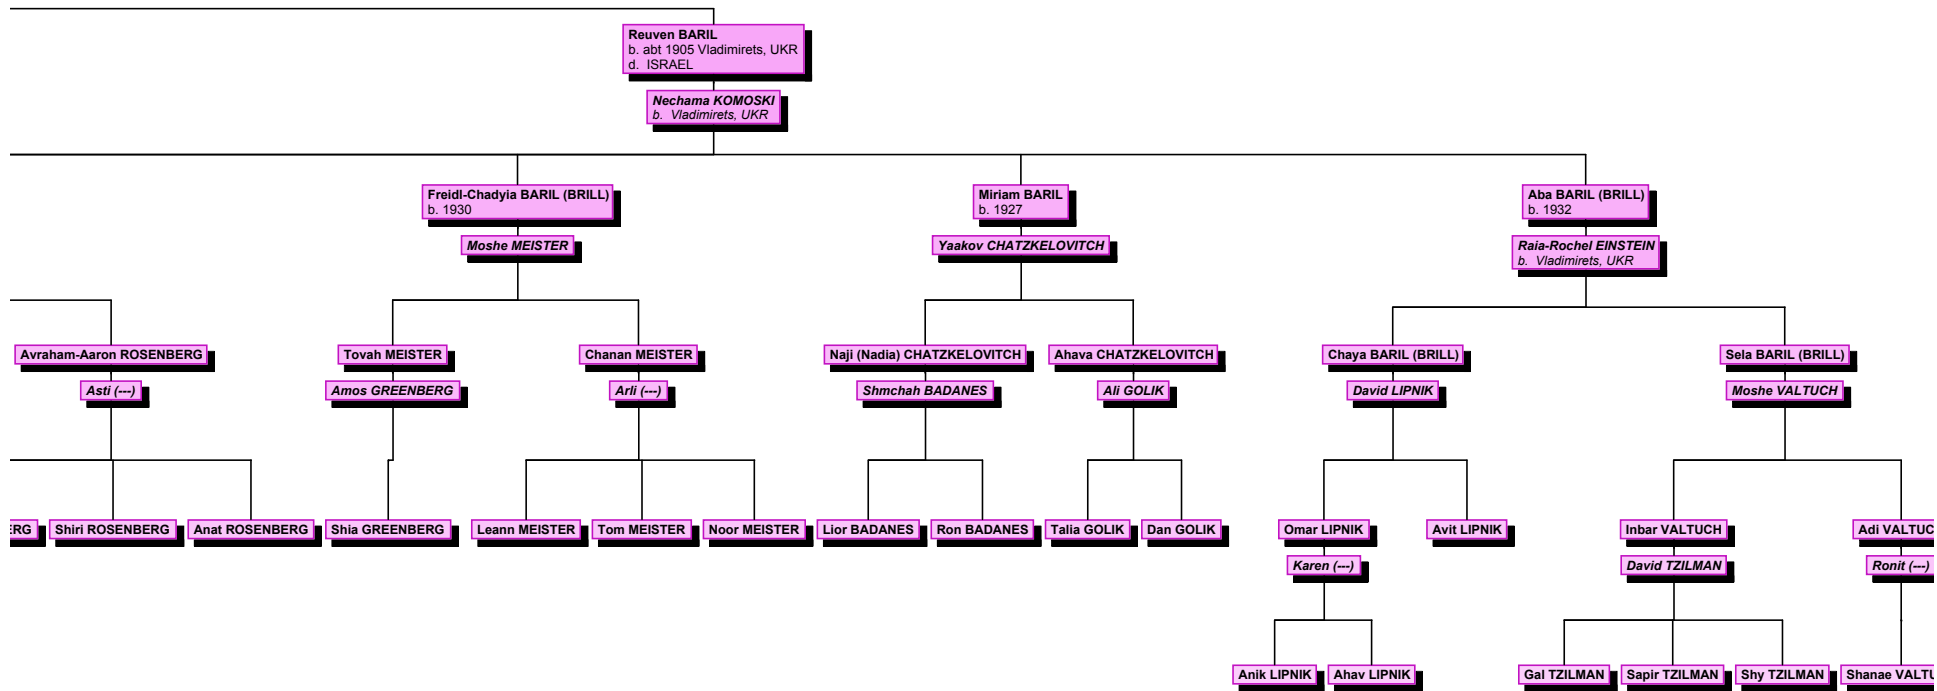 Reuven BARIL
b. abt 1905 Vladimirets, UKR
d. ISRAEL
Nechama KOMOSKI
b. Vladimirets, UKR
Freidl-Chadyia BARIL (BRILL)
b. 1930
Miriam BARIL
b. 1927
Aba BARIL (BRILL)
b. 1932
Moshe MEISTER
Yaakov CHATZKELOVITCH
Raia-Rochel EINSTEIN
b. Vladimirets, UKR
Avraham-Aaron ROSENBERG
Tovah MEISTER
Chanan MEISTER
Naji (Nadia) CHATZKELOVITCH
Ahava CHATZKELOVITCH
Chaya BARIL (BRILL)
Sela BARIL (BRILL)
Asti (---)
Amos GREENBERG
Arli (---)
Shmchah BADANES
Ali GOLIK
David LIPNIK
Moshe VALTUCH
ERG
Shiri ROSENBERG
Anat ROSENBERG
Shia GREENBERG
Leann MEISTER
Tom MEISTER
Noor MEISTER
Lior BADANES
Ron BADANES
Talia GOLIK
Dan GOLIK
Omar LIPNIK
Avit LIPNIK
Inbar VALTUCH
Adi VALTUC
Karen (---)
David TZILMAN
Ronit (---)
Anik LIPNIK
Ahav LIPNIK
Gal TZILMAN
Sapir TZILMAN
Shy TZILMAN
Shanae VALTU